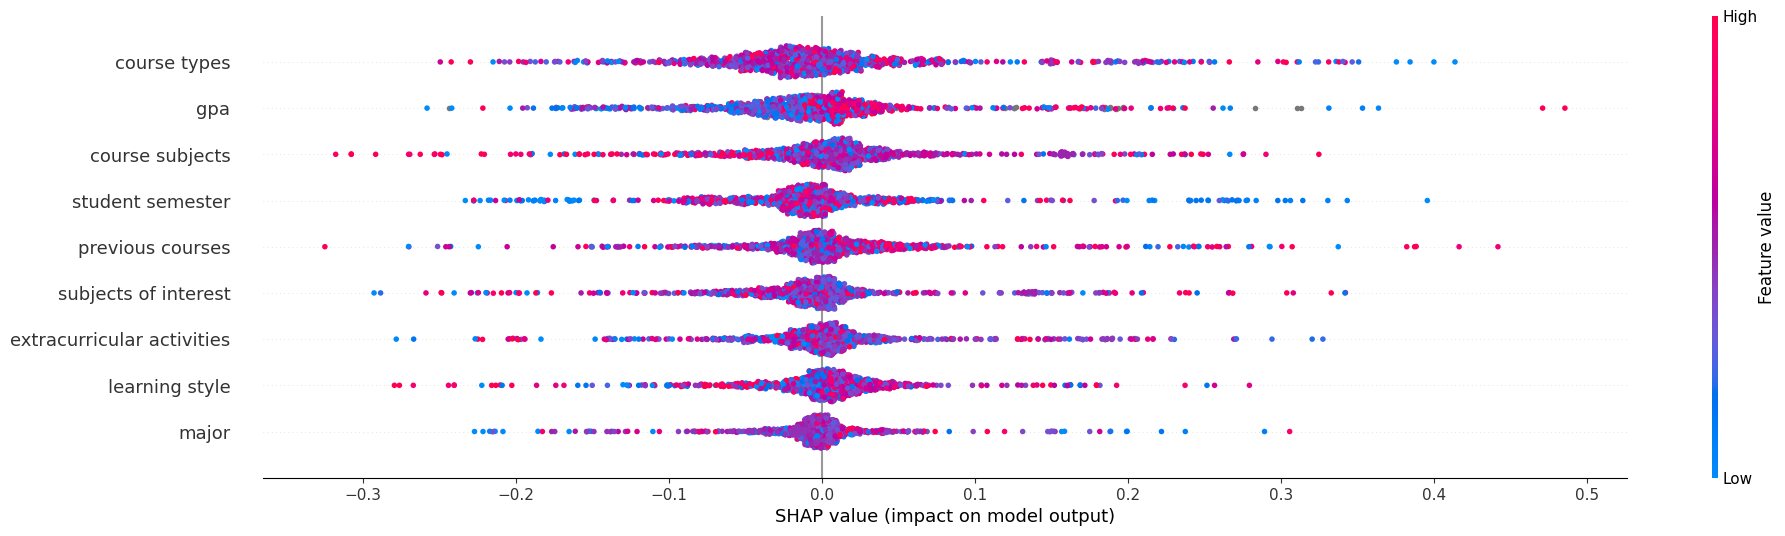 High
course types
gpa
course subjects
student semester
previous courses
subjects of interest
extracurricular activities
learning style
major
Feature value
Low
−0.3 −0.2 −0.1 0.0 0.1 0.2 0.3 0.4 0.5
SHAP value (impact on model output)